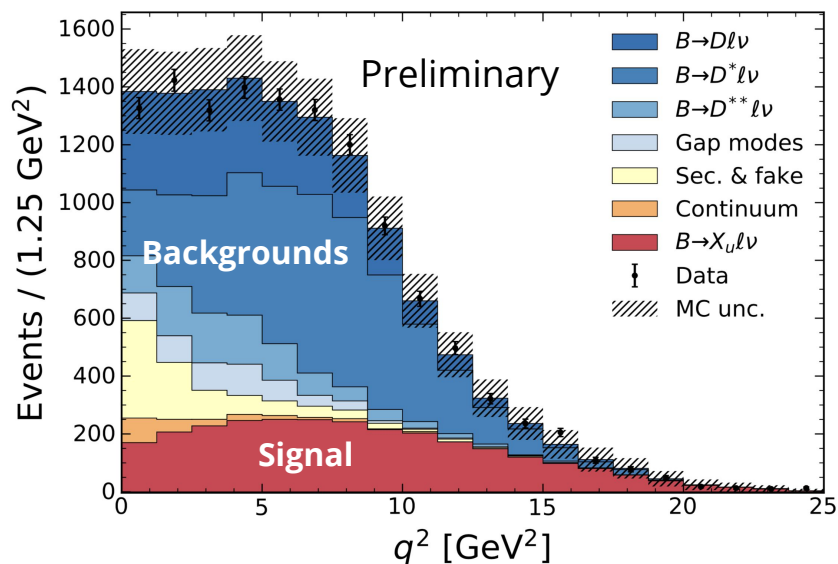 Preliminary
B→Dℓν
B→D*ℓν
B→D**ℓν
Gap modes
Sec. & fake
Continuum
B→Xᵤℓν
Data
MC unc.
Backgrounds
Signal
Events / (1.25 GeV²)
1600
1400
1200
1000
800
600
400
200
0
0 5 10 15 20 25
q² [GeV²]